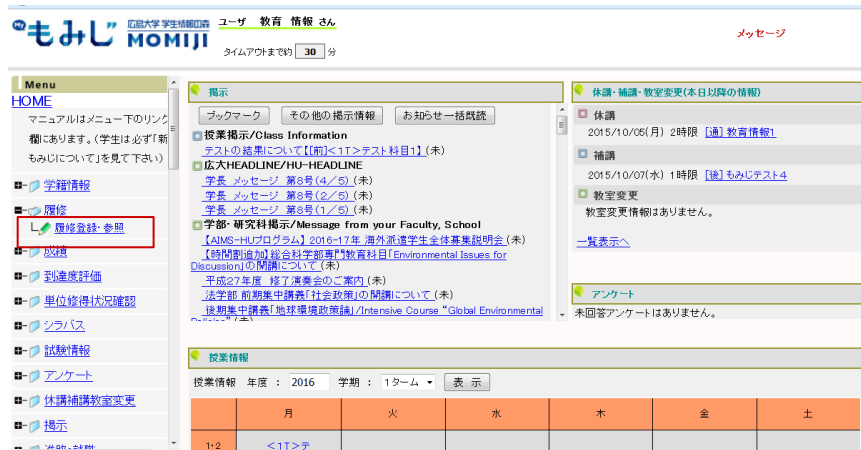 もみじ 広島大学 学生情報の森 MOMIJI
ユーザ 教育 情報 さん
タイムアウトまで約 30 分
メッセージ
Menu
HOME
マニュアルはメニュー下のリンク
欄にあります。(学生は必ず「新
もみじについて」を見て下さい)
学籍情報
履修
履修登録・参照
成績
到達度評価
単位修得状況確認
シラバス
試験情報
アンケート
休講補講教室変更
掲示
掲示
ブックマーク その他の掲示情報 お知らせ一括既読
授業掲示/Class Information
テストの結果について【[前]<1T>テスト科目1】(未)
広大HEADLINE/HU-HEADLINE
学長 メッセージ 第8号(4/5)(未)
学長 メッセージ 第8号(2/5)(未)
学長 メッセージ 第8号(1/5)(未)
学部・研究科掲示/Message from your Faculty, School
【AIMS-HUプログラム】2016-17年 海外派遣学生全体募集説明会(未)
【時間割追加】総合科学部専門教育科目「Environmental Issues for
Discussion」の開講について(未)
平成27年度 修了演奏会のご案内(未)
法学部 前期集中講義「社会政策」の開講について(未)
後期集中講義「地球環境政策論」/Intensive Course “Global Environmental
休講・補講・教室変更(本日以降の情報)
休講
2015/10/05(月) 2時限 [通] 教育情報1
補講
2015/10/07(水) 1時限 [後] もみじテスト4
教室変更
教室変更情報はありません。
一覧表示へ
アンケート
未回答アンケートはありません。
授業情報
授業情報 年度 : 2016 学期 : 1ターム 表 示
月 火 水 木 金 土
1・2 <1T>テ